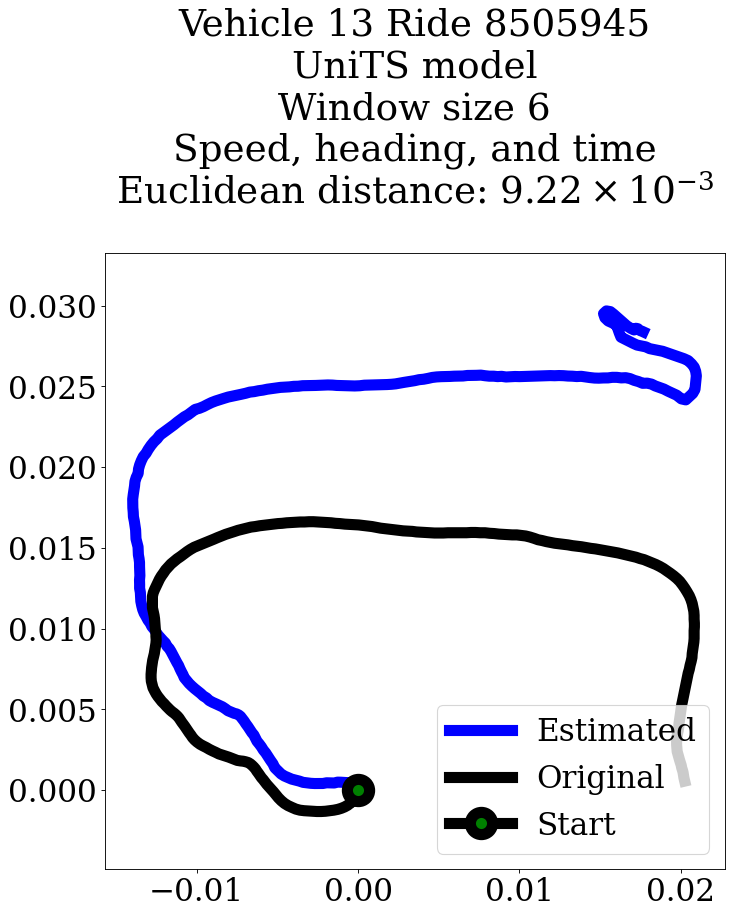 Vehicle 13 Ride 8505945
UniTS model
Window size 6
Speed, heading, and time
Euclidean distance: 9.22 × 10⁻³
0.030
0.025
0.020
0.015
0.010
0.005
0.000
Estimated
Original
Start
−0.01 0.00 0.01 0.02